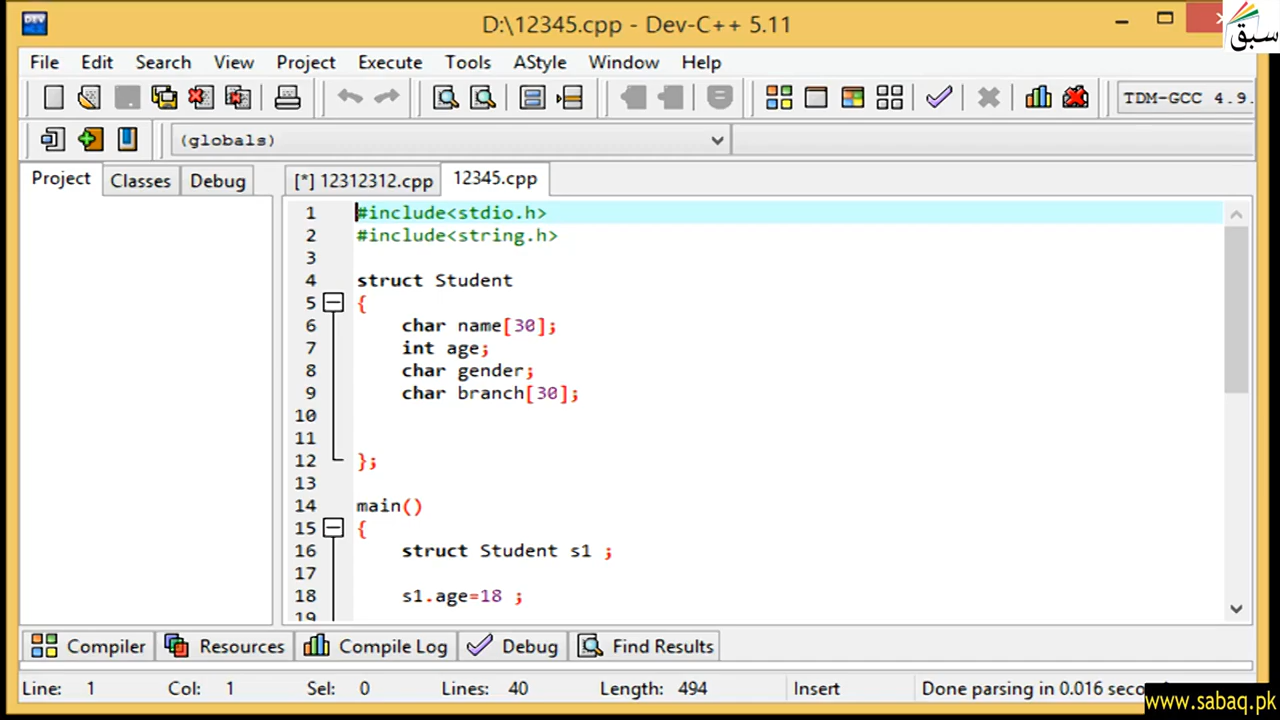 DEV
D:\12345.cpp - Dev-C++ 5.11
سبق
File Edit Search View Project Execute Tools AStyle Window Help
TDM-GCC 4.9.
(globals)
Project Classes Debug [*] 12312312.cpp 12345.cpp
1 #include<stdio.h>
2 #include<string.h>
3
4 struct Student
5 {
6 char name[30];
7 int age;
8 char gender;
9 char branch[30];
10
11
12 };
13
14 main()
15 {
16 struct Student s1 ;
17
18 s1.age=18 ;
19
Compiler Resources Compile Log Debug Find Results
Line: 1 Col: 1 Sel: 0 Lines: 40 Length: 494 Insert Done parsing in 0.016
www.sabaq.pk